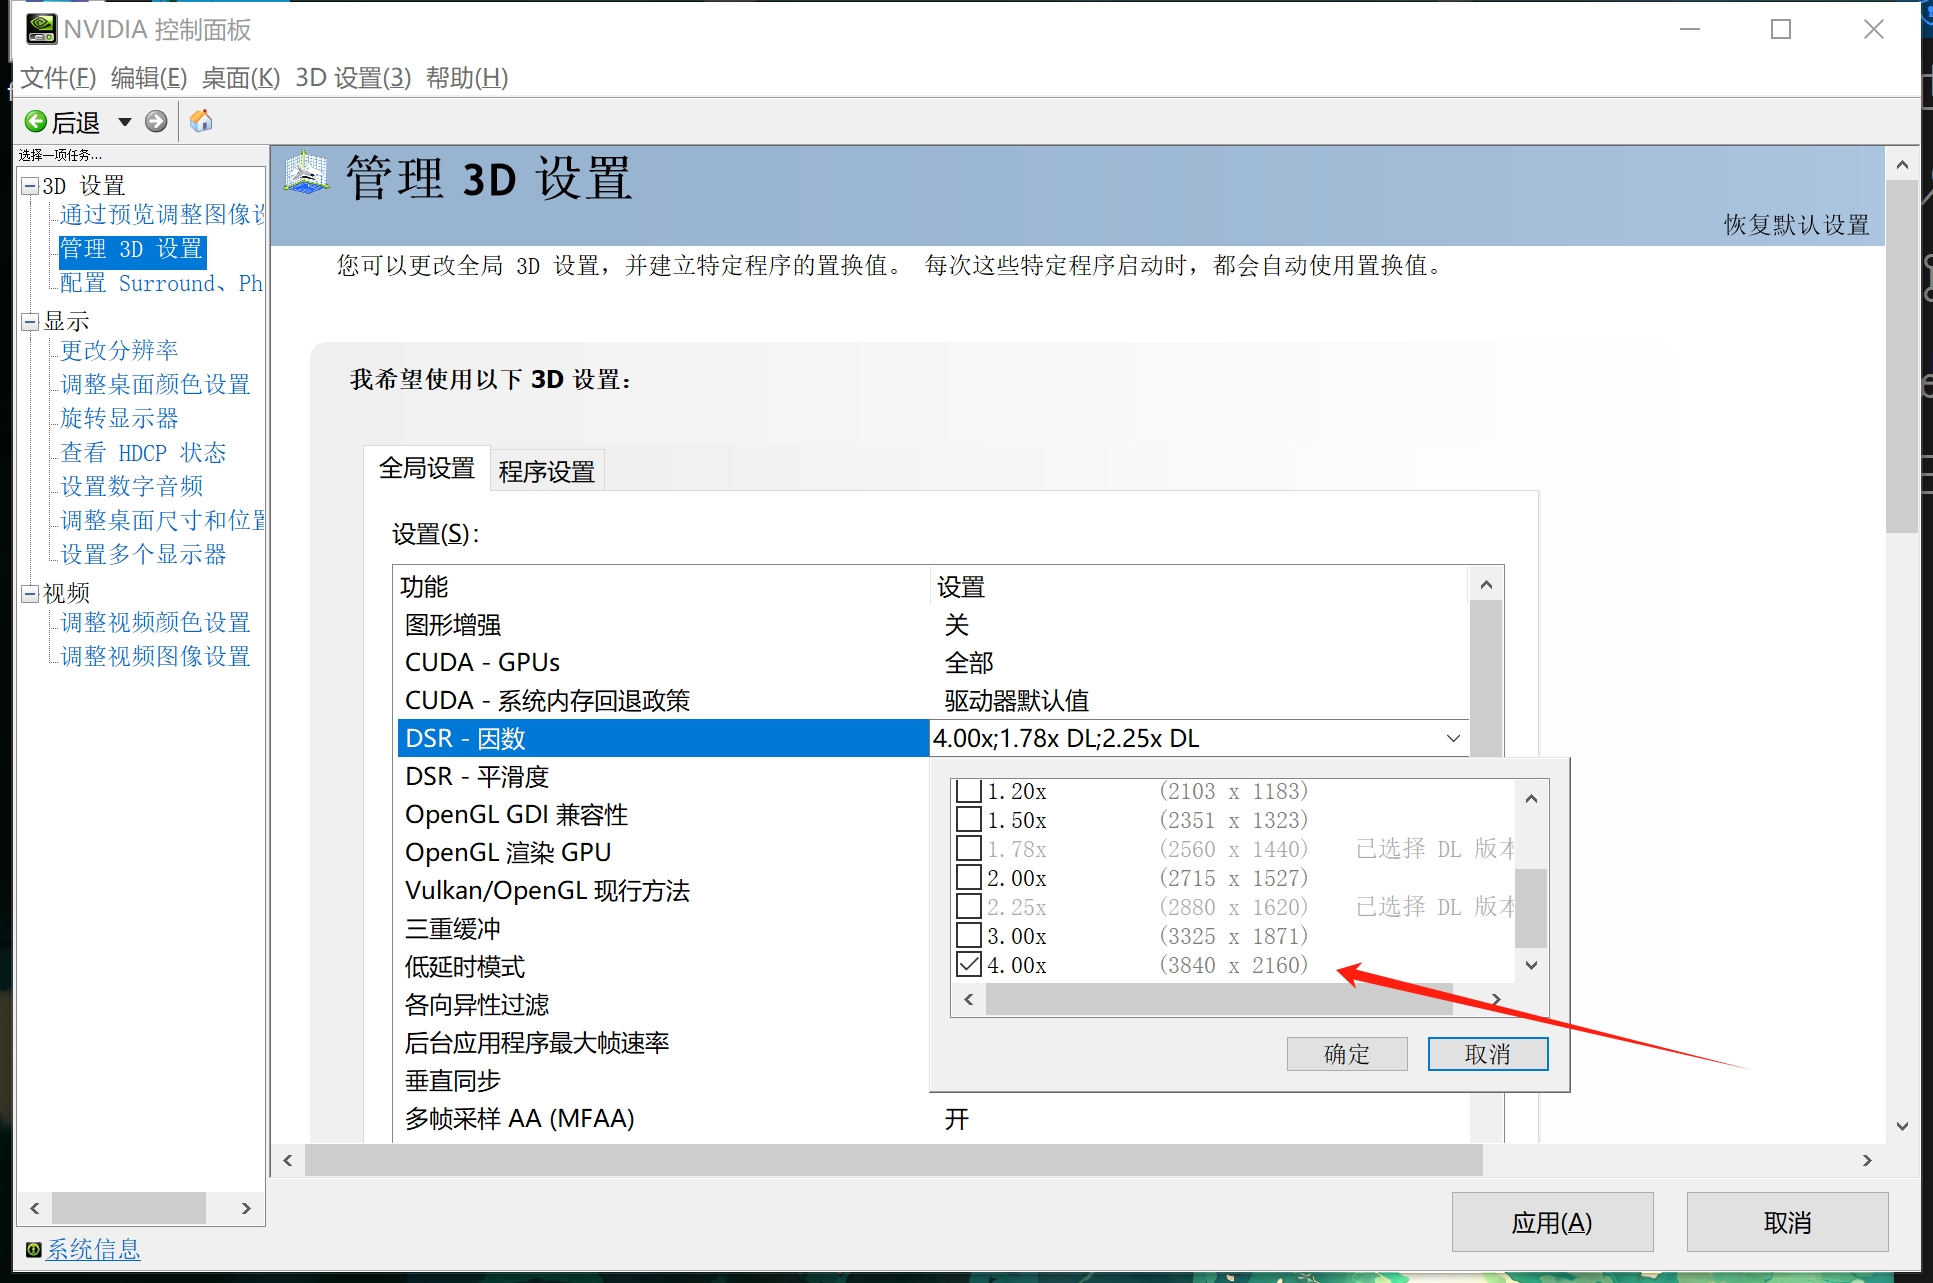 NVIDIA 控制面板
文件(F) 编辑(E) 桌面(K) 3D 设置(3) 帮助(H)
后退
选择一项任务...
3D 设置
通过预览调整图像设
管理 3D 设置
配置 Surround、Ph
显示
更改分辨率
调整桌面颜色设置
旋转显示器
查看 HDCP 状态
设置数字音频
调整桌面尺寸和位置
设置多个显示器
视频
调整视频颜色设置
调整视频图像设置
系统信息
管理 3D 设置
恢复默认设置
您可以更改全局 3D 设置，并建立特定程序的置换值。 每次这些特定程序启动时，都会自动使用置换值。
我希望使用以下 3D 设置：
全局设置 程序设置
设置(S)：
功能 设置
图形增强 关
CUDA - GPUs 全部
CUDA - 系统内存回退政策 驱动器默认值
DSR - 因数 4.00x;1.78x DL;2.25x DL
DSR - 平滑度
OpenGL GDI 兼容性
OpenGL 渲染 GPU
Vulkan/OpenGL 现行方法
三重缓冲
低延时模式
各向异性过滤
后台应用程序最大帧速率
垂直同步
多帧采样 AA (MFAA) 开
1.20x (2103 x 1183)
1.50x (2351 x 1323)
1.78x (2560 x 1440) 已选择 DL 版本
2.00x (2715 x 1527)
2.25x (2880 x 1620) 已选择 DL 版本
3.00x (3325 x 1871)
4.00x (3840 x 2160)
确定 取消
应用(A) 取消